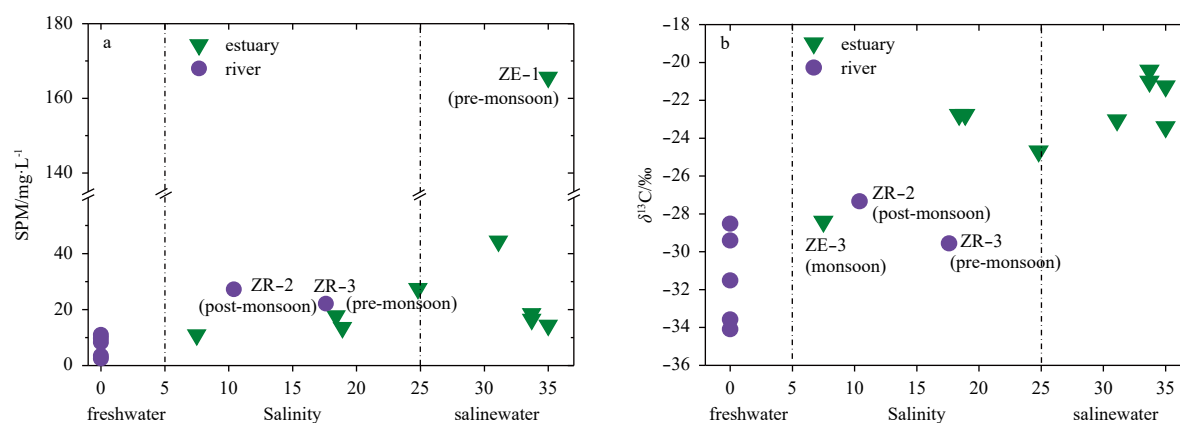 a
estuary
river
ZE-1
(pre-monsoon)
ZR-2
(post-monsoon)
ZR-3
(pre-monsoon)
SPM/mg·L⁻¹
180
160
140
40
20
0
0 5 10 15 20 25 30 35
freshwater Salinity salinewater
b
estuary
river
ZR-2
(post-monsoon)
ZE-3
(monsoon)
ZR-3
(pre-monsoon)
δ¹³C/‰
-18
-20
-22
-24
-26
-28
-30
-32
-34
-36
0 5 10 15 20 25 30 35
freshwater Salinity salinewater